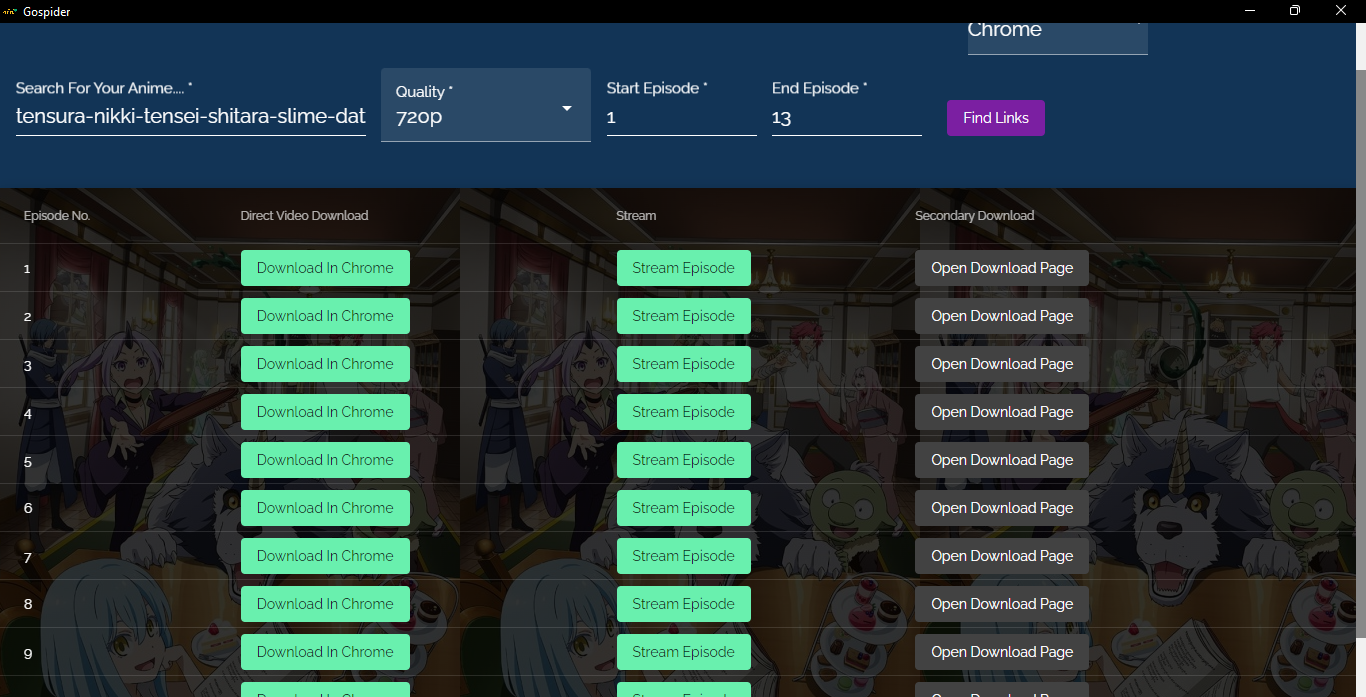 Gospider
Chrome
Search For Your Anime.... *
tensura-nikki-tensei-shitara-slime-dat
Quality *
720p
Start Episode *
1
End Episode *
13
Find Links
Episode No. Direct Video Download Stream Secondary Download
1 Download In Chrome Stream Episode Open Download Page
2 Download In Chrome Stream Episode Open Download Page
3 Download In Chrome Stream Episode Open Download Page
4 Download In Chrome Stream Episode Open Download Page
5 Download In Chrome Stream Episode Open Download Page
6 Download In Chrome Stream Episode Open Download Page
7 Download In Chrome Stream Episode Open Download Page
8 Download In Chrome Stream Episode Open Download Page
9 Download In Chrome Stream Episode Open Download Page